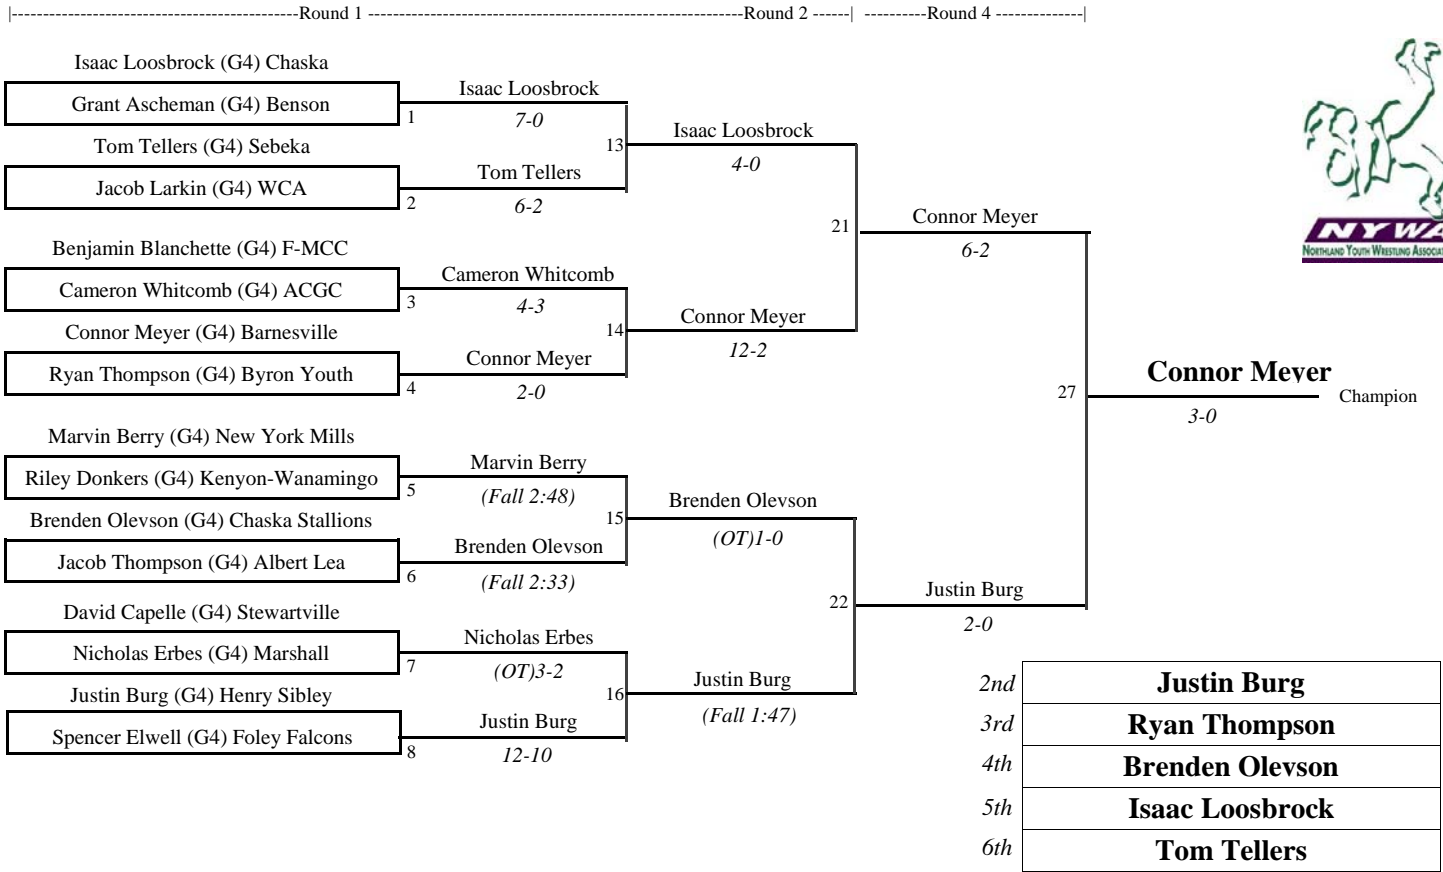 |----------------------------------------------Round 1 -------------------------------------------------------------Round 2 ------| ----------Round 4 --------------|
Isaac Loosbrock (G4) Chaska
Grant Ascheman (G4) Benson
1
Isaac Loosbrock
7-0
Tom Tellers (G4) Sebeka
Jacob Larkin (G4) WCA
2
Tom Tellers
6-2
13
Isaac Loosbrock
4-0
Benjamin Blanchette (G4) F-MCC
Cameron Whitcomb (G4) ACGC
3
Cameron Whitcomb
4-3
Connor Meyer (G4) Barnesville
Ryan Thompson (G4) Byron Youth
4
Connor Meyer
2-0
14
Connor Meyer
12-2
21
Connor Meyer
6-2
Marvin Berry (G4) New York Mills
Riley Donkers (G4) Kenyon-Wanamingo
5
Marvin Berry
(Fall 2:48)
Brenden Olevson (G4) Chaska Stallions
Jacob Thompson (G4) Albert Lea
6
Brenden Olevson
(Fall 2:33)
15
Brenden Olevson
(OT)1-0
David Capelle (G4) Stewartville
Nicholas Erbes (G4) Marshall
7
Nicholas Erbes
(OT)3-2
Justin Burg (G4) Henry Sibley
Spencer Elwell (G4) Foley Falcons
8
Justin Burg
12-10
16
Justin Burg
(Fall 1:47)
22
Justin Burg
2-0
27
Connor Meyer
Champion
3-0
NYWA
NORTHLAND YOUTH WRESTLING ASSOCIAT
2nd Justin Burg
3rd Ryan Thompson
4th Brenden Olevson
5th Isaac Loosbrock
6th Tom Tellers